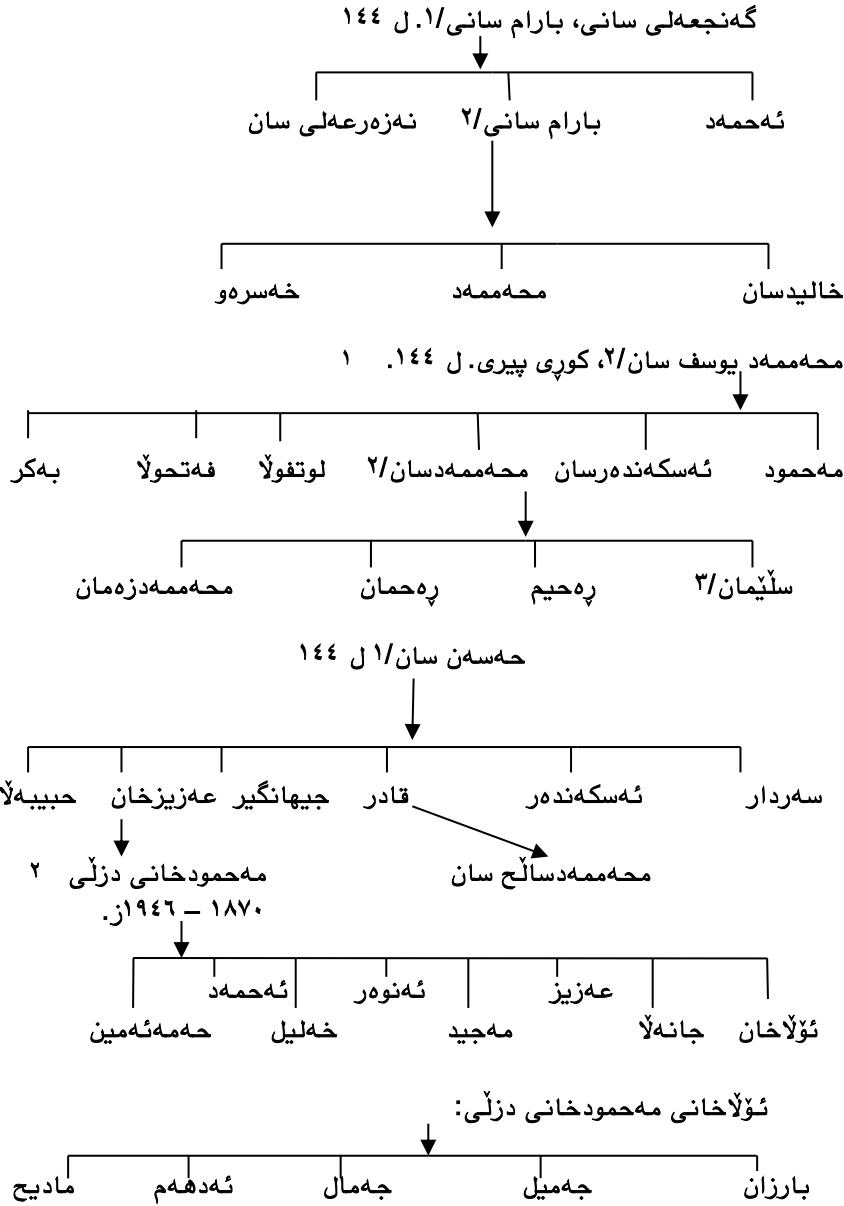 گەنجعەلی سانی، بارام سانی/١. ل ١٤٤
ئەحمەد بارام سانی/٢ نەزەرعەلی سان
خالیدسان محەممەد خەسرەو
محەممەد یوسف سان/٢، کوڕی پیری. ل ١٤٤. ١
مەحمود ئەسکەندەرسان محەممەدسان/٢ لوتفوڵا فەتحوڵا بەکر
سڵێمان/٣ ڕەحیم ڕەحمان محەممەدزەمان
حەسەن سان/١ ل ١٤٤
سەردار ئەسکەندەر قادر جیهانگیر عەزیزخان حبیبەڵا
محەممەدساڵح سان مەحمودخانی دزڵی ٢
١٨٧٠ – ١٩٤٦ز.
عەزیز ئەنوەر ئەحمەد
ئۆڵاخان جانەڵا مەجید خەلیل حەمەئەمین
ئۆڵاخانی مەحمودخانی دزڵی:
بارزان جەمیل جەمال ئەدهەم مادیح